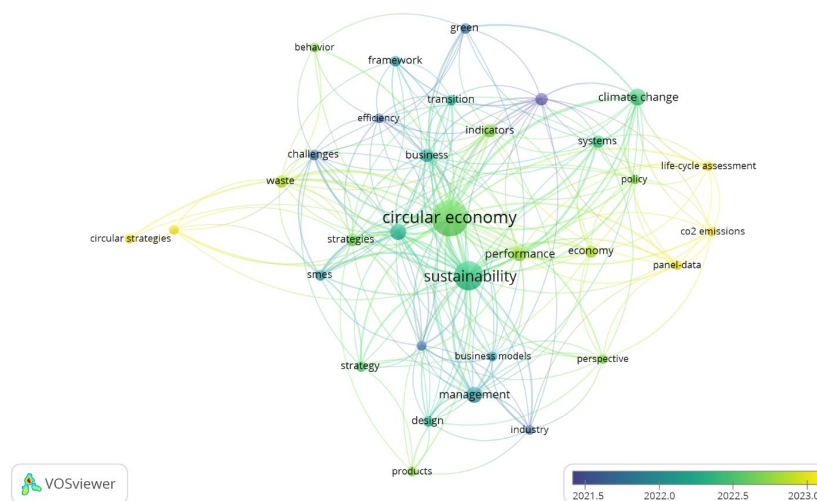 green
behavior
framework
climate change
transition
efficiency
indicators
systems
challenges
business
life-cycle assessment
waste
policy
circular economy
co2 emissions
circular strategies
strategies
performance
economy
panel-data
smes
sustainability
business models
perspective
strategy
management
design
industry
products
VOSviewer
2021.5 2022.0 2022.5 2023.0